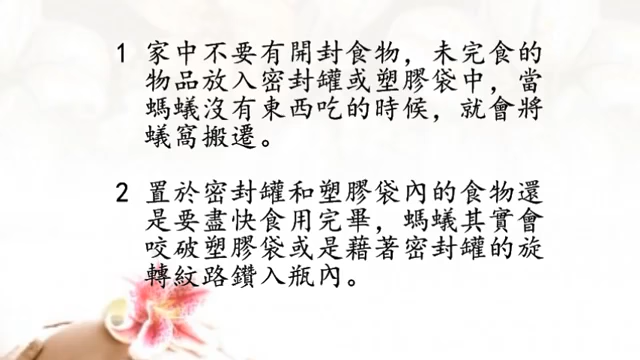 1 家中不要有開封食物，未完食的
物品放入密封罐或塑膠袋中，當
螞蟻沒有東西吃的時候，就會將
蟻窩搬遷。
2 置於密封罐和塑膠袋內的食物還
是要盡快食用完畢，螞蟻其實會
咬破塑膠袋或是藉著密封罐的旋
轉紋路鑽入瓶內。